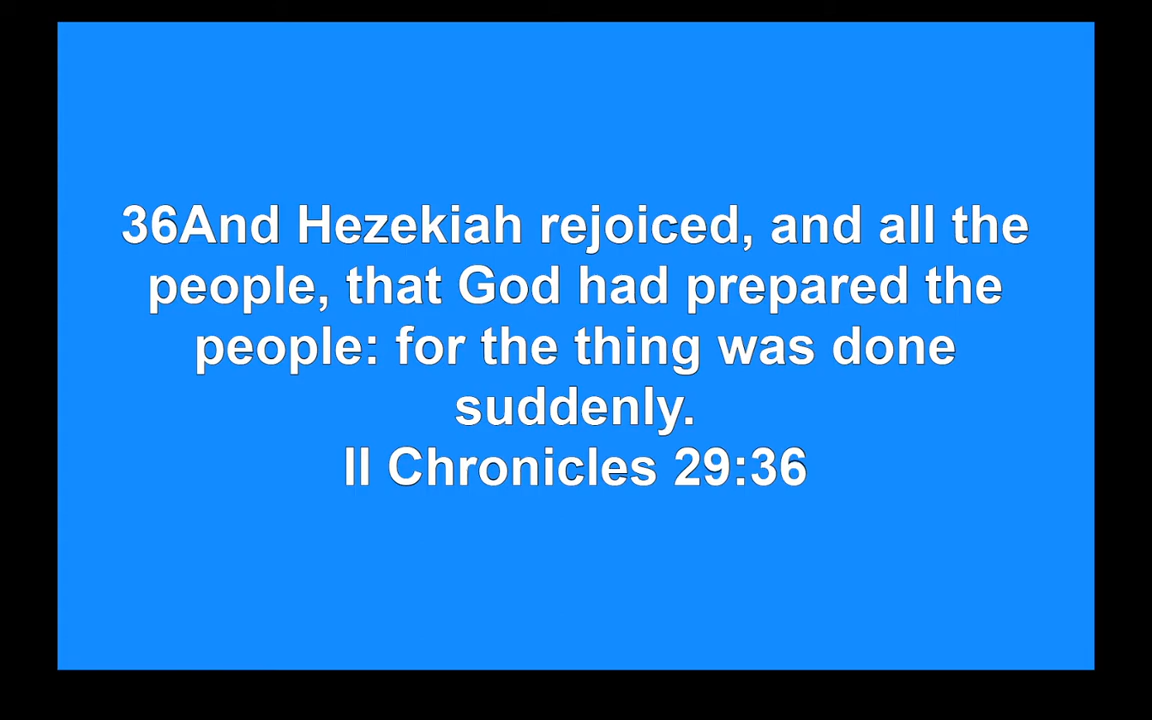 36And Hezekiah rejoiced, and all the
people, that God had prepared the
people: for the thing was done
suddenly.
II Chronicles 29:36